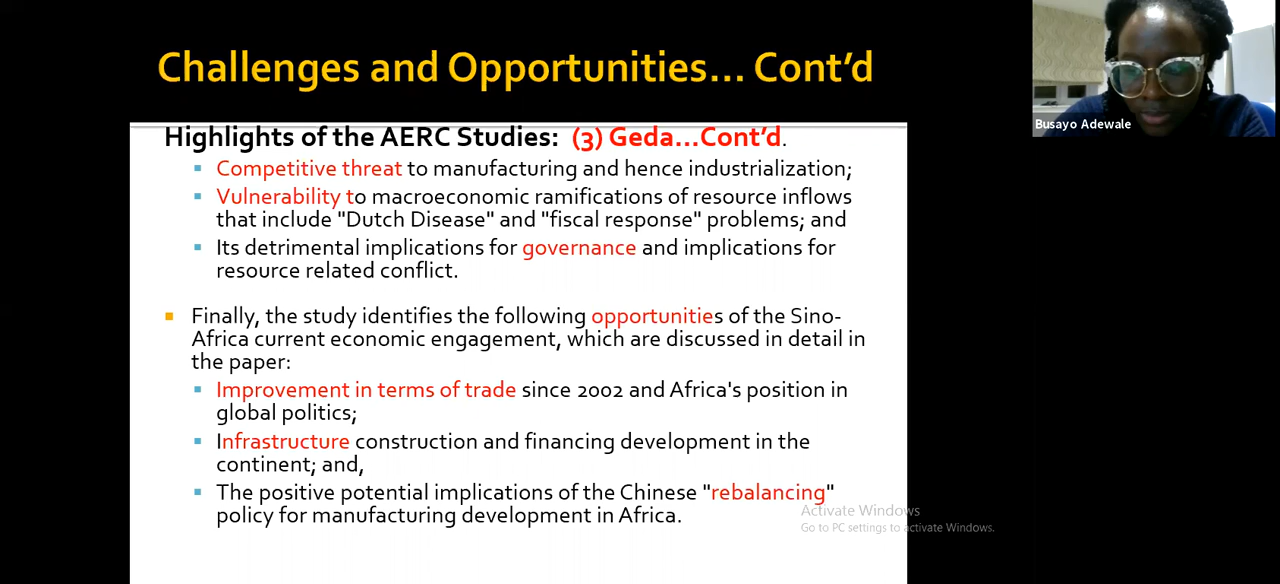 Challenges and Opportunities... Cont'd
Busayo Adewale
Highlights of the AERC Studies: (3) Geda...Cont'd.
Competitive threat to manufacturing and hence industrialization;
Vulnerability to macroeconomic ramifications of resource inflows
that include "Dutch Disease" and "fiscal response" problems; and
Its detrimental implications for governance and implications for
resource related conflict.
Finally, the study identifies the following opportunities of the Sino-
Africa current economic engagement, which are discussed in detail in
the paper:
Improvement in terms of trade since 2002 and Africa's position in
global politics;
Infrastructure construction and financing development in the
continent; and,
The positive potential implications of the Chinese "rebalancing"
policy for manufacturing development in Africa.
Activate Windows
Go to PC settings to activate Windows.